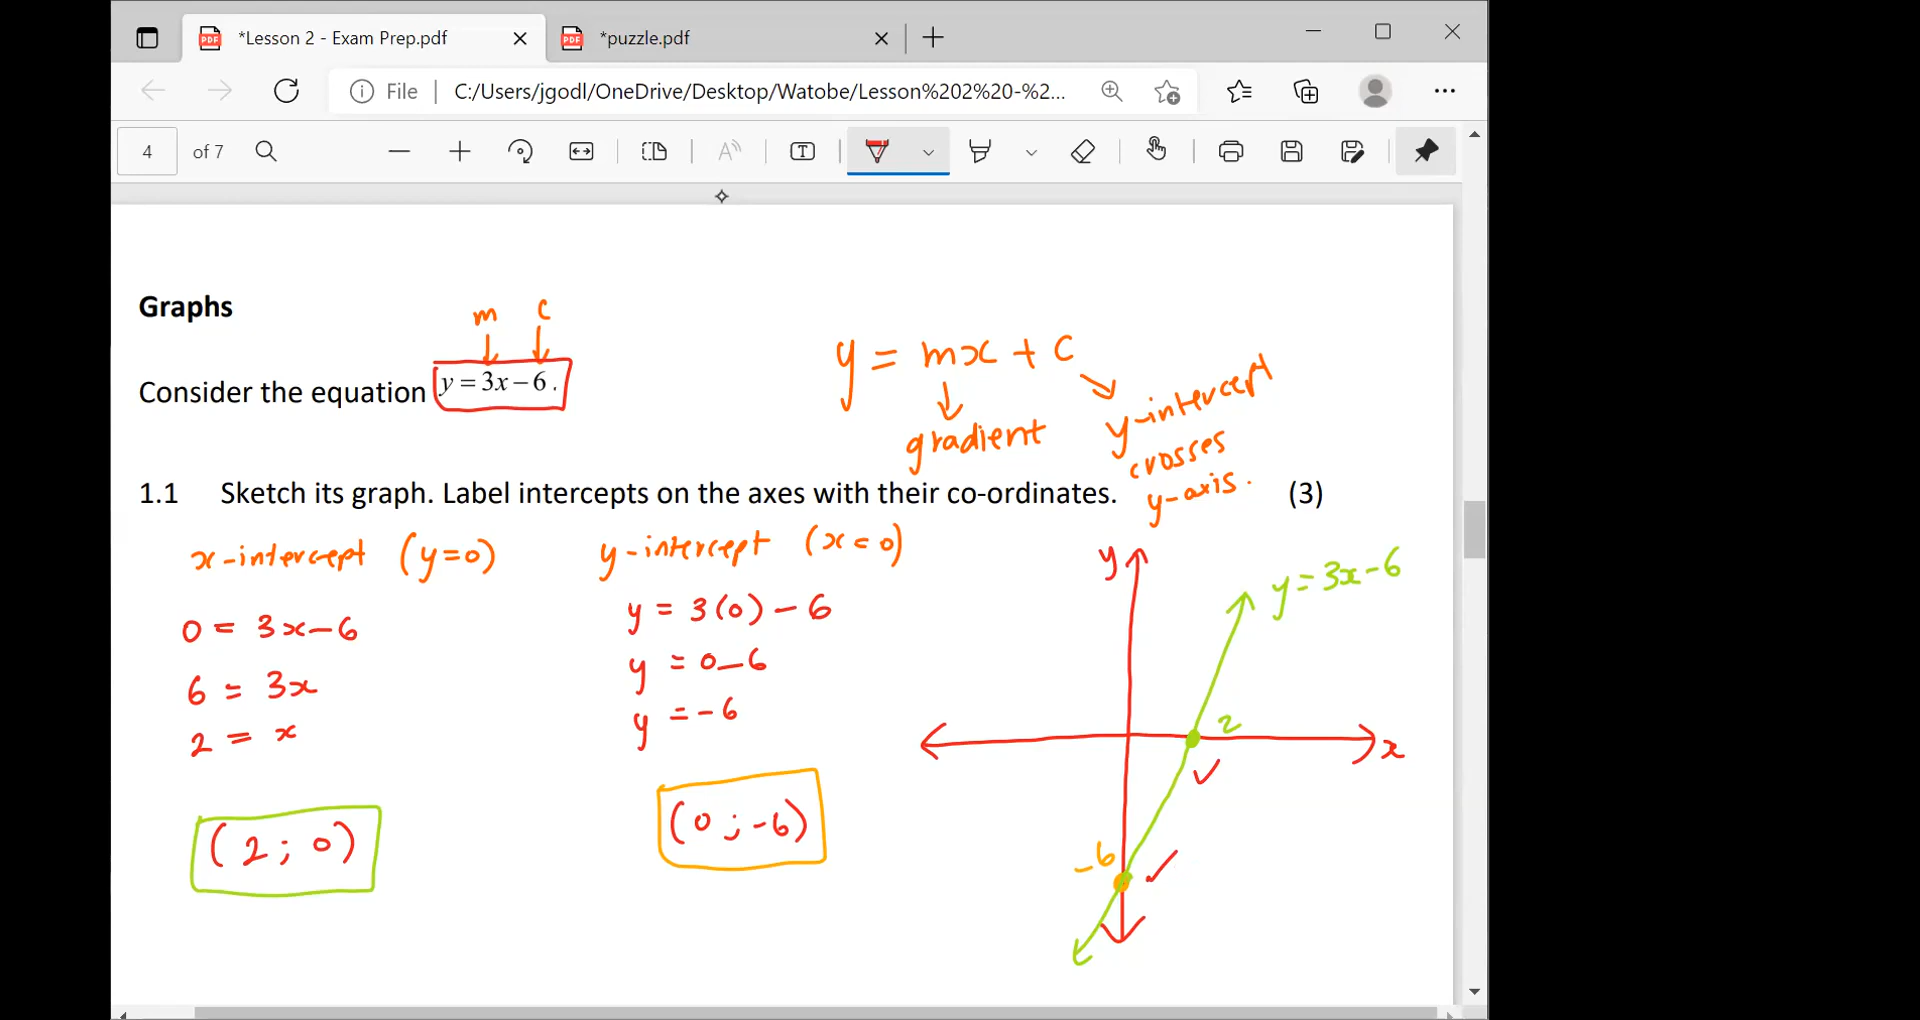 *Lesson 2 - Exam Prep.pdf
*puzzle.pdf
File
C:/Users/jgodl/OneDrive/Desktop/Watobe/Lesson%202%20-%2...
4 of 7
Graphs
m c
Consider the equation y = 3x – 6 .
y = mx + c
gradient
y-intercept
crosses
y-axis.
1.1 Sketch its graph. Label intercepts on the axes with their co-ordinates. (3)
x-intercept (y=0)
0 = 3x-6
6 = 3x
2 = x
(2; 0)
y-intercept (x=0)
y = 3(0) - 6
y = 0-6
y = -6
(0; -6)
y
y=3x-6
2
x
-6